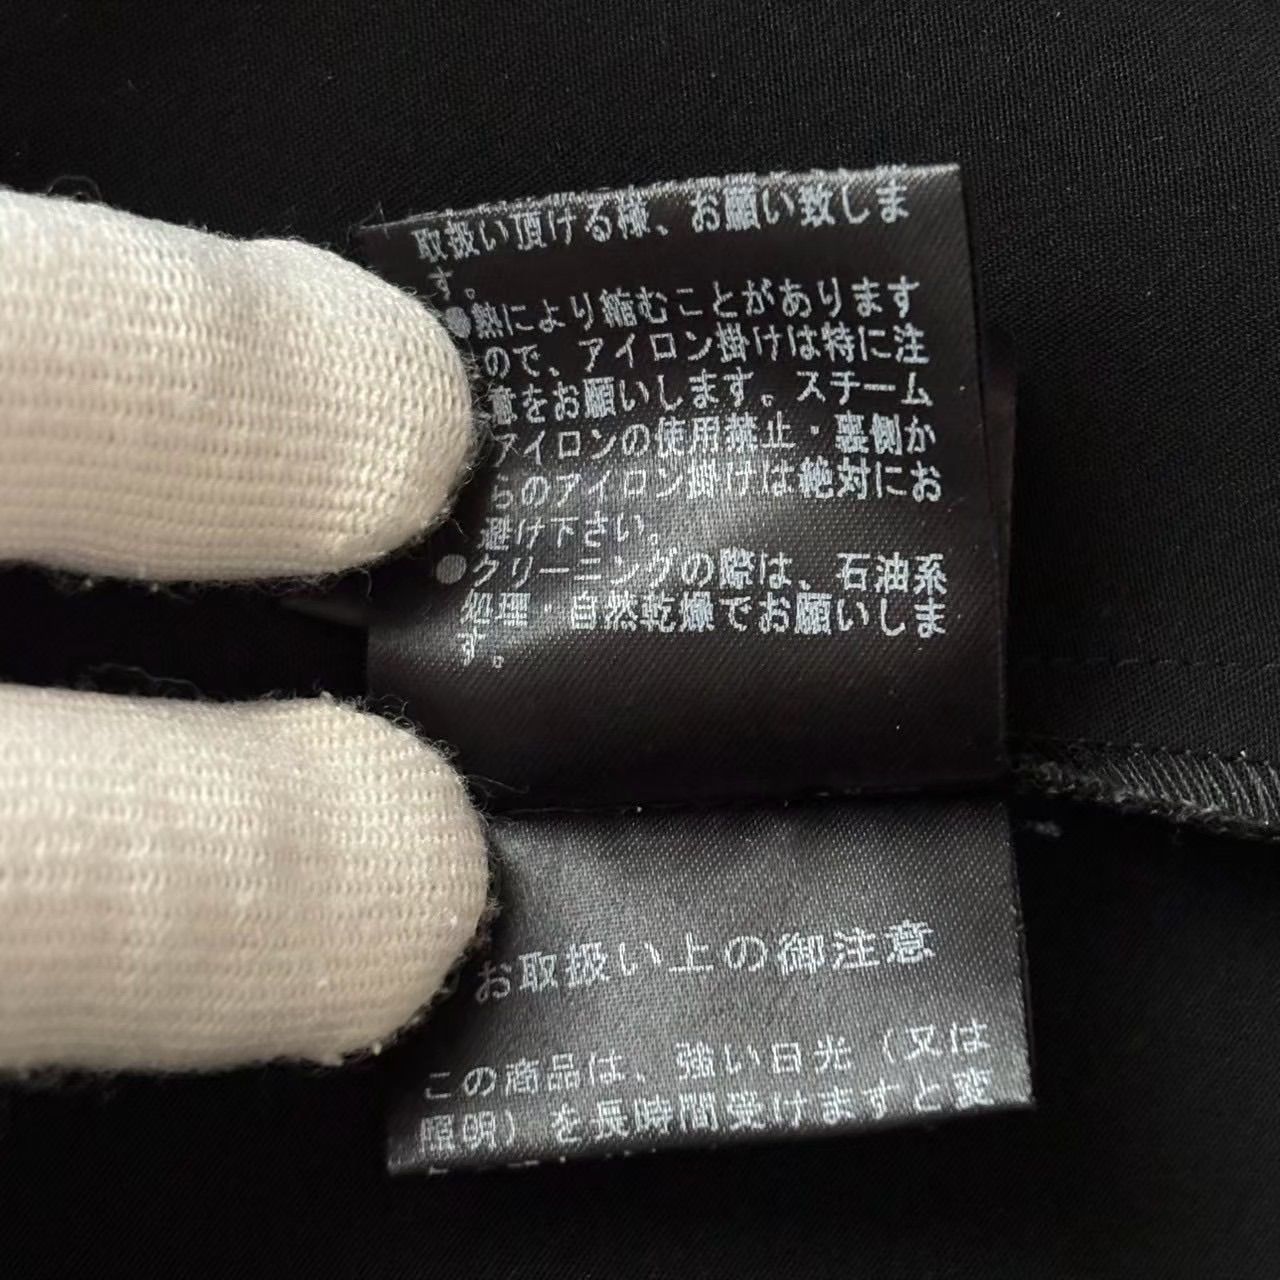 取扱い頂ける様、お願い致しま
す。
●熱により縮むことがあります
ので、アイロン掛けは特に注
意をお願いします。スチーム
アイロンの使用禁止・裏側か
らのアイロン掛けは絶対にお
避け下さい。
●クリーニングの際は、石油系
処理・自然乾燥でお願いしま
す。
お取扱い上の御注意
この商品は、強い日光（又は
照明）を長時間受けますと変